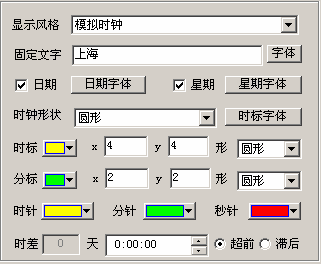 显示风格 模拟时钟
固定文字 上海 字体
日期 日期字体 星期 星期字体
时钟形状 圆形 时标字体
时标 x 4 y 4 形 圆形
分标 x 2 y 2 形 圆形
时针 分针 秒针
时差 0 天 0:00:00 超前 滞后